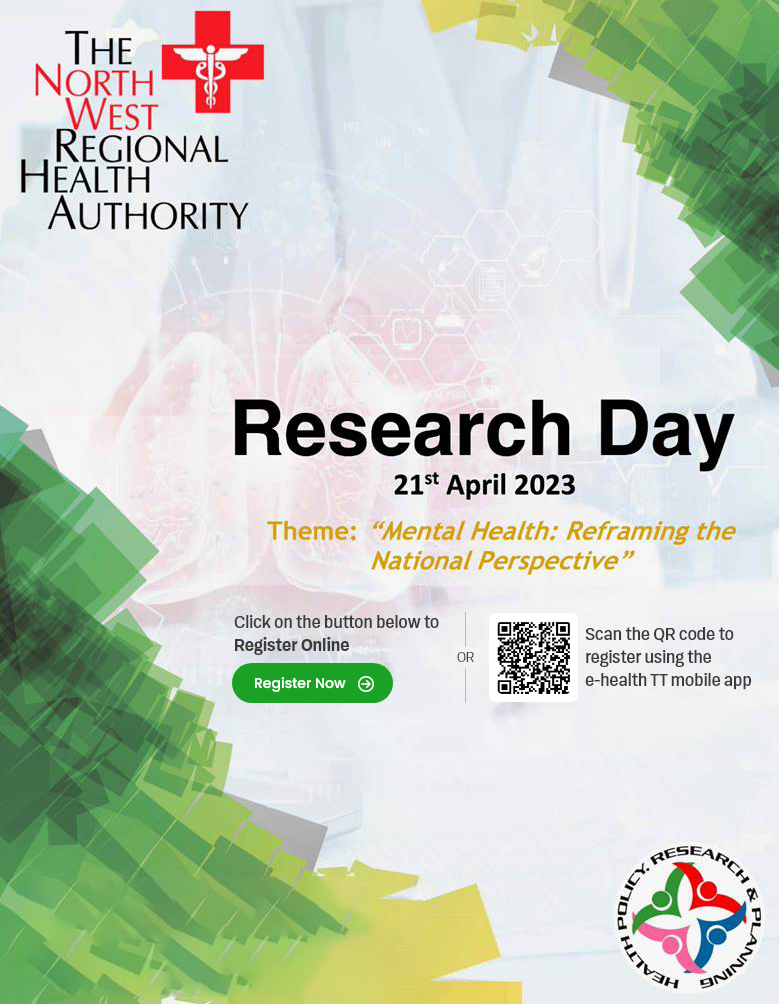 THE
NORTH
WEST
REGIONAL
HEALTH
AUTHORITY
HN
OH
Research Day
21st April 2023
Theme: “Mental Health: Reframing the
National Perspective”
Click on the button below to
Register Online
Register Now
OR
Scan the QR code to
register using the
e-health TT mobile app
HEALTH POLICY, RESEARCH & PLANNING